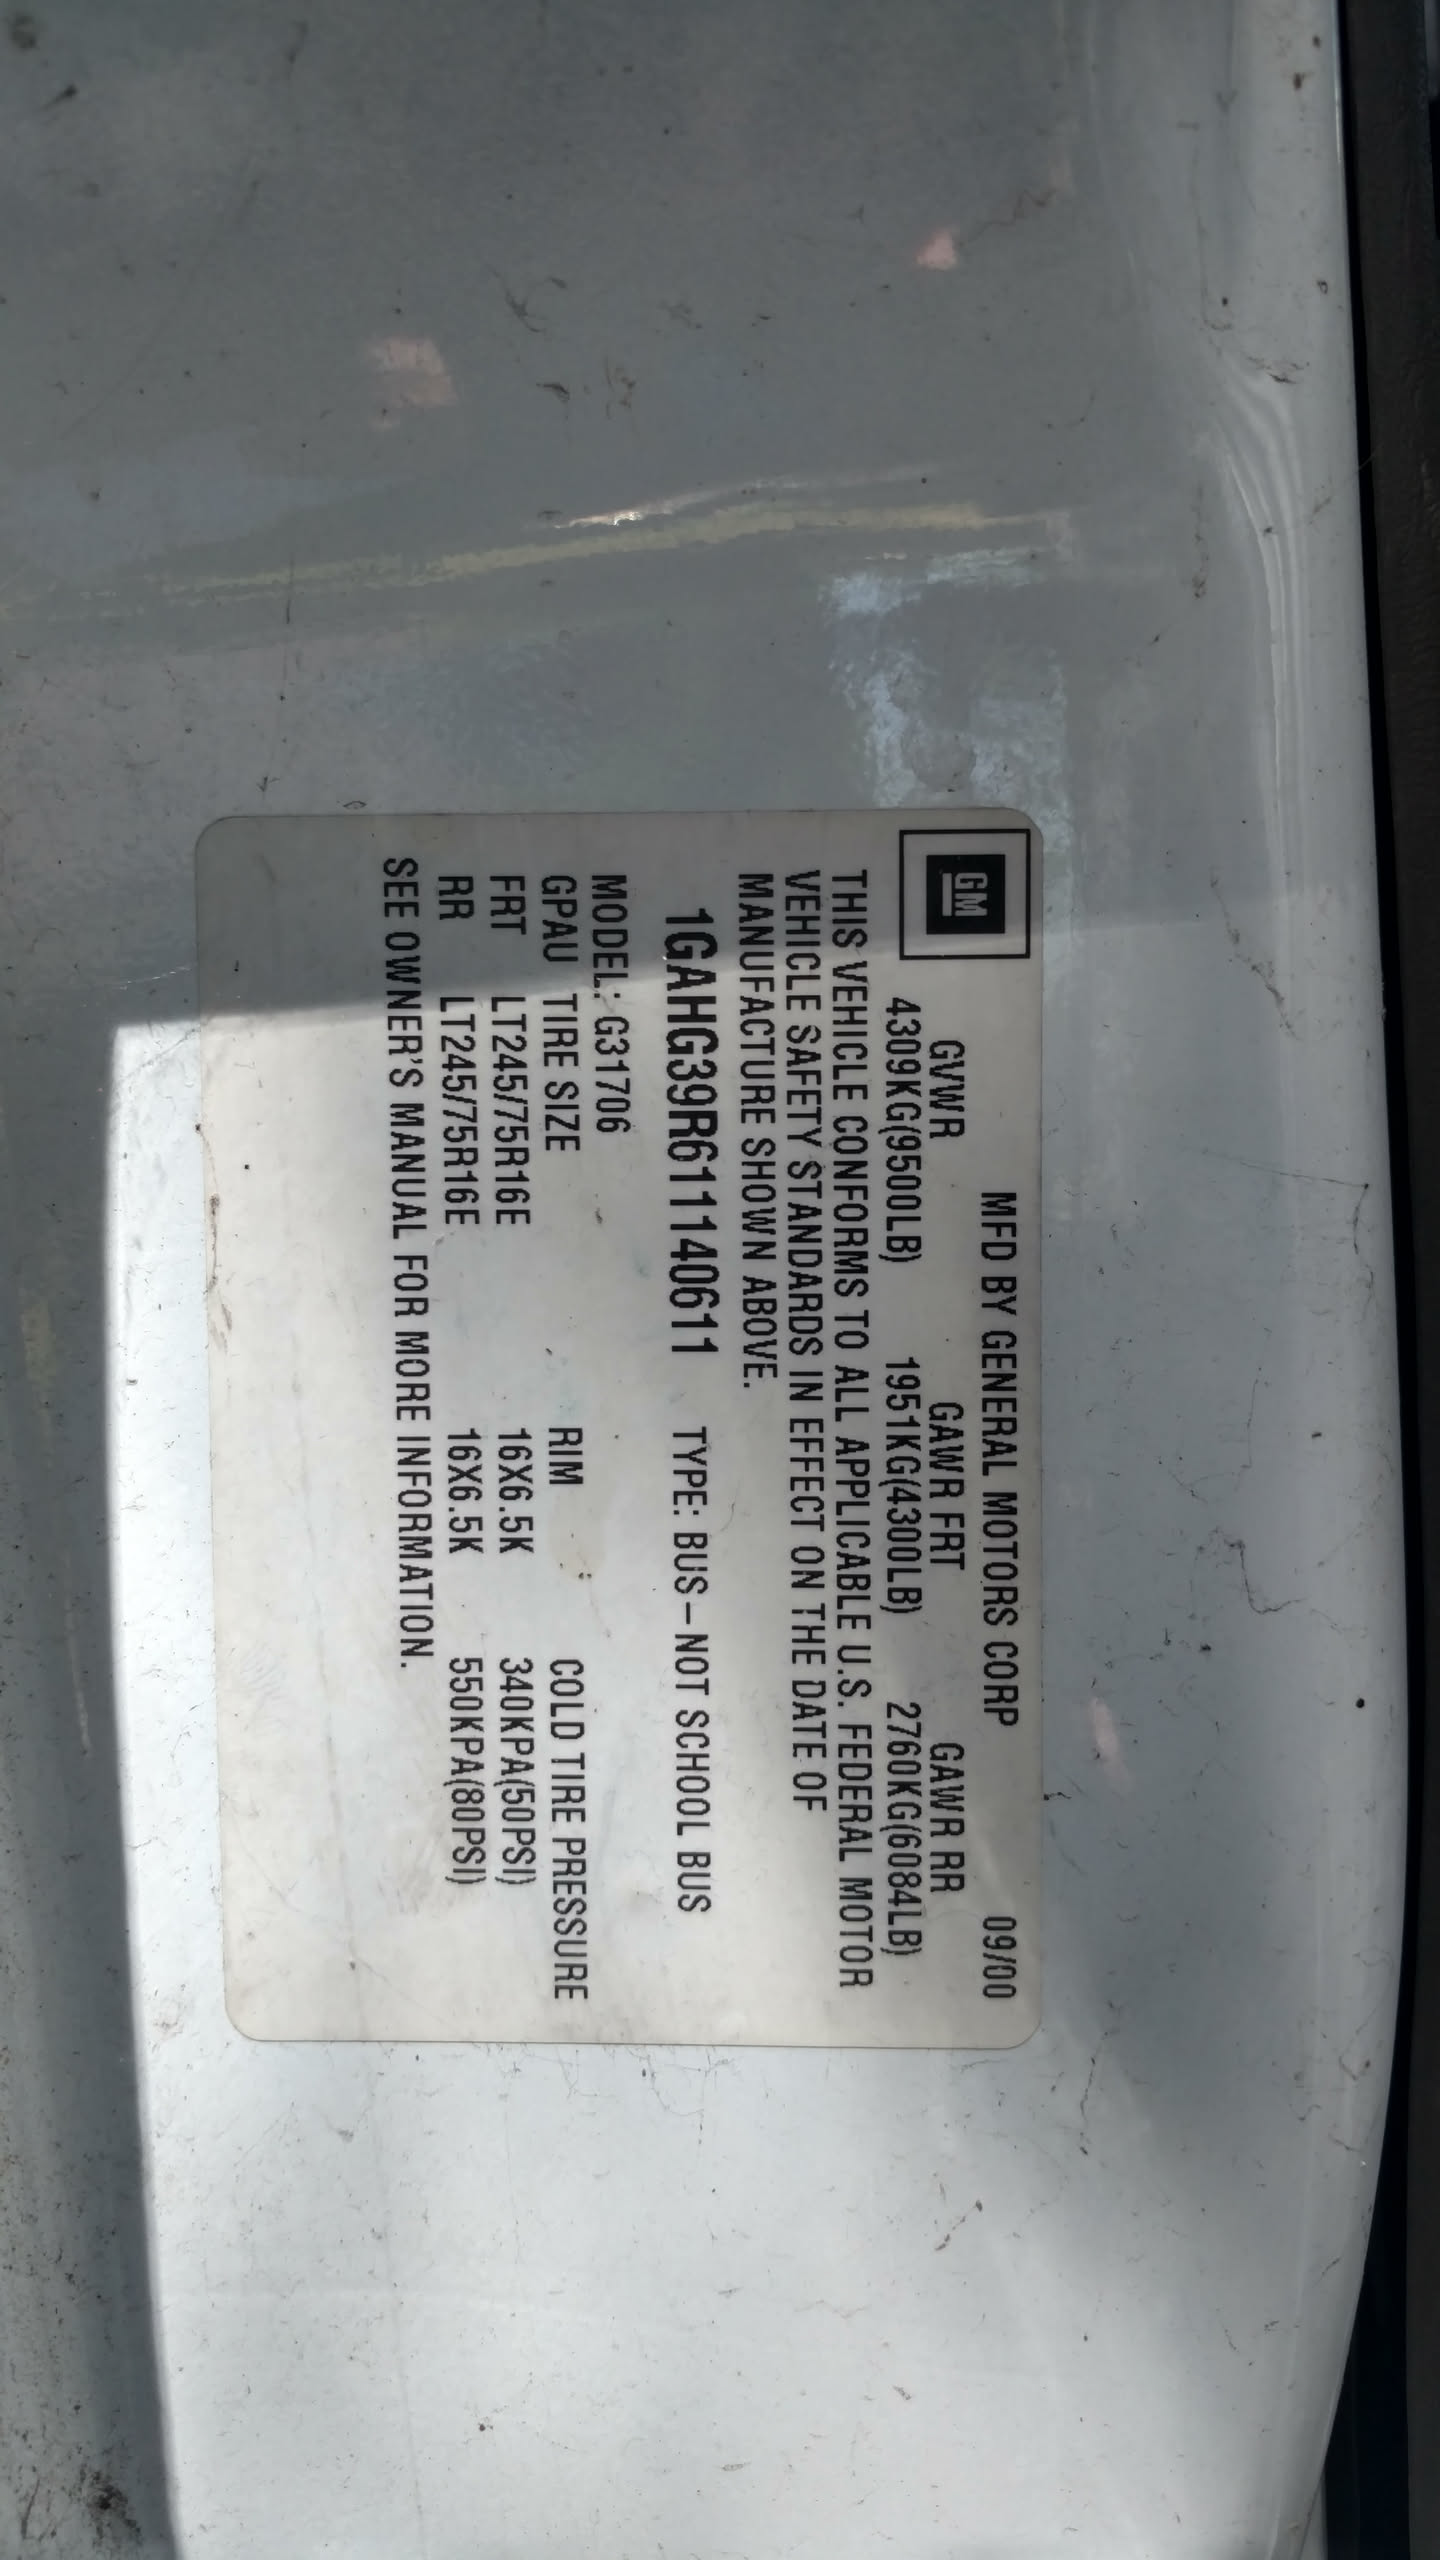 GM
MFD BY GENERAL MOTORS CORP 09/00
GVWR GAWR FRT GAWR RR
4309KG(9500LB) 1951KG(4300LB) 2760KG(6084LB)
THIS VEHICLE CONFORMS TO ALL APPLICABLE U.S. FEDERAL MOTOR
VEHICLE SAFETY STANDARDS IN EFFECT ON THE DATE OF
MANUFACTURE SHOWN ABOVE.
1GAHG39R611140611 TYPE: BUS–NOT SCHOOL BUS
MODEL: G31706
GPAU TIRE SIZE RIM COLD TIRE PRESSURE
FRT LT245/75R16E 16X6.5K 340KPA(50PSI)
RR LT245/75R16E 16X6.5K 550KPA(80PSI)
SEE OWNER'S MANUAL FOR MORE INFORMATION.